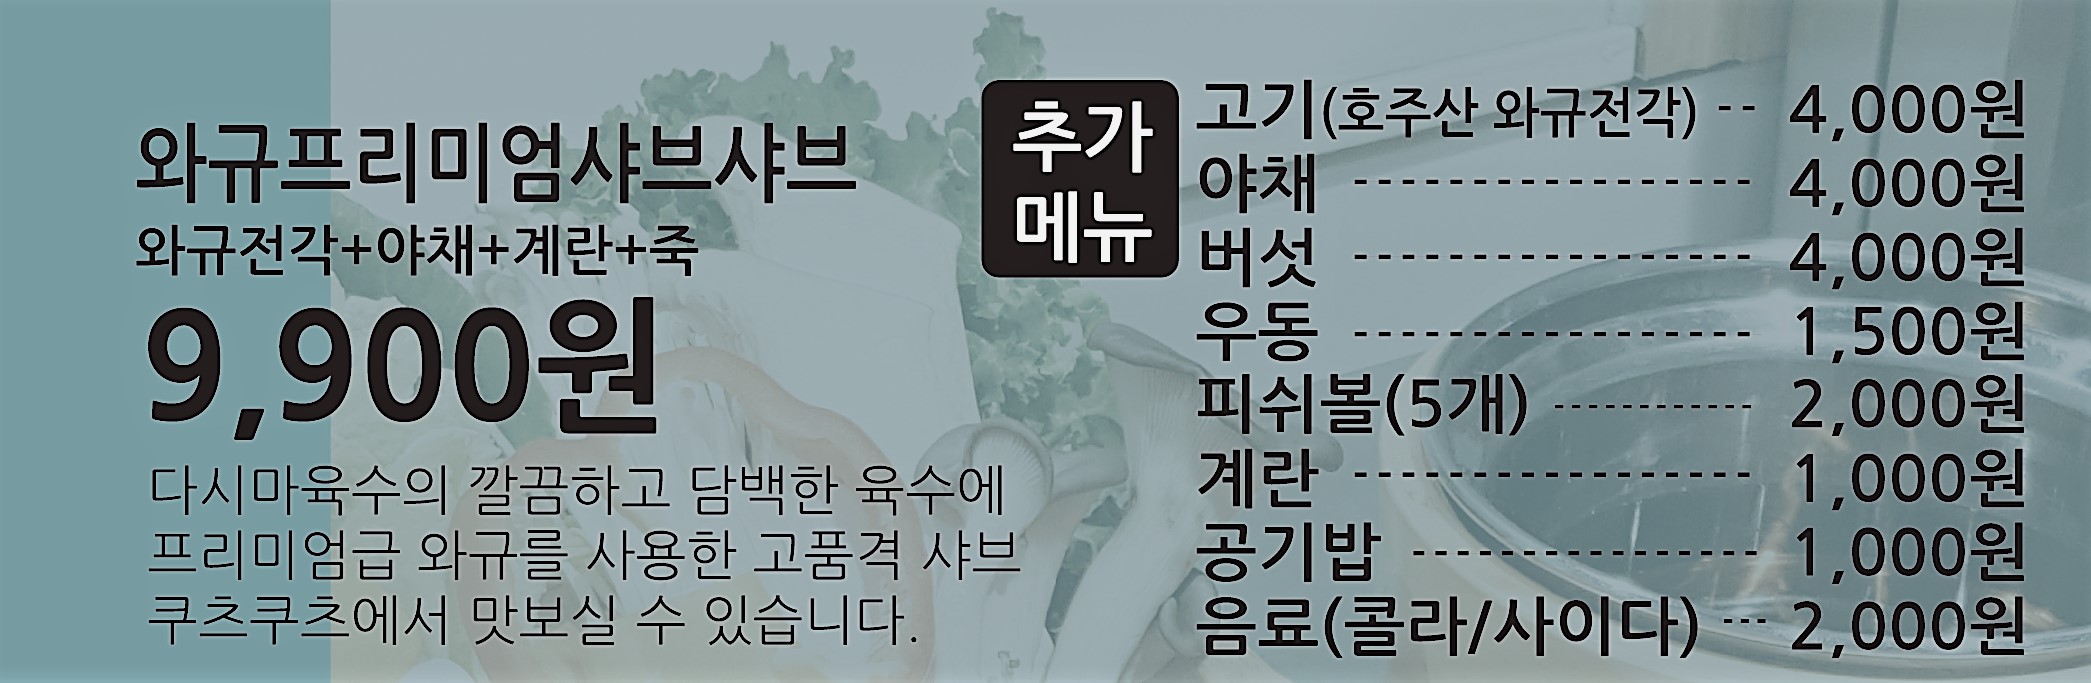 와규프리미엄샤브샤브
와규전각+야채+계란+죽
9,900원
다시마육수의 깔끔하고 담백한 육수에
프리미엄급 와규를 사용한 고품격 샤브
쿠츠쿠츠에서 맛보실 수 있습니다.
추가
메뉴
고기(호주산 와규전각) -- 4,000원
야채 ----------------- 4,000원
버섯 ----------------- 4,000원
우동 ----------------- 1,500원
피쉬볼(5개) ------------ 2,000원
계란 ----------------- 1,000원
공기밥 --------------- 1,000원
음료(콜라/사이다) --- 2,000원